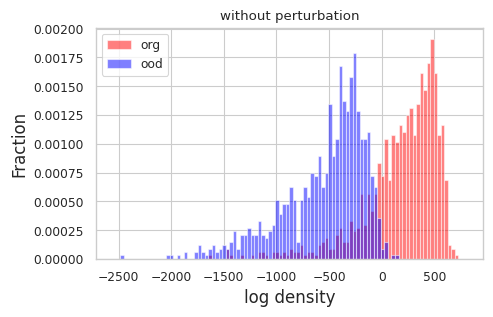 without perturbation
org
ood
Fraction
0.00200
0.00175
0.00150
0.00125
0.00100
0.00075
0.00050
0.00025
0.00000
−2500 −2000 −1500 −1000 −500 0 500
log density